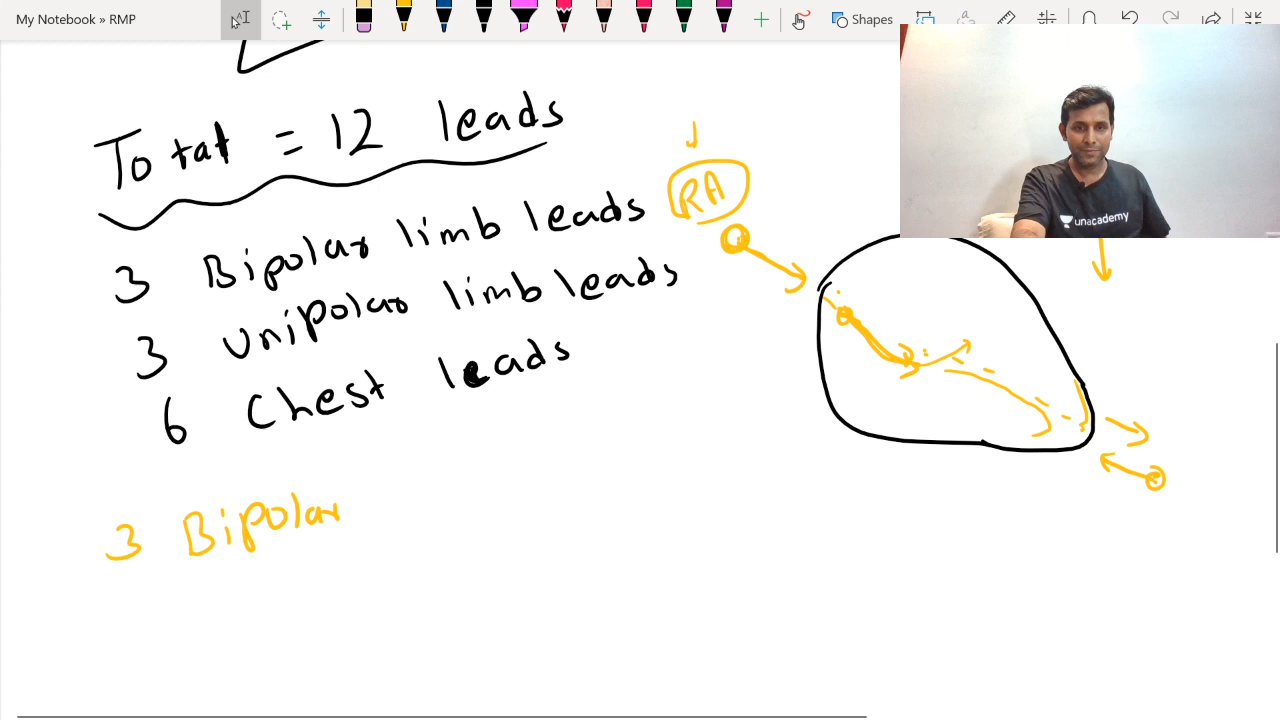 My Notebook » RMP
Shapes
unacademy
Total = 12 leads
RA
3 Bipolar limb leads
3 Unipolar limb leads
6 Chest leads
3 Bipolar